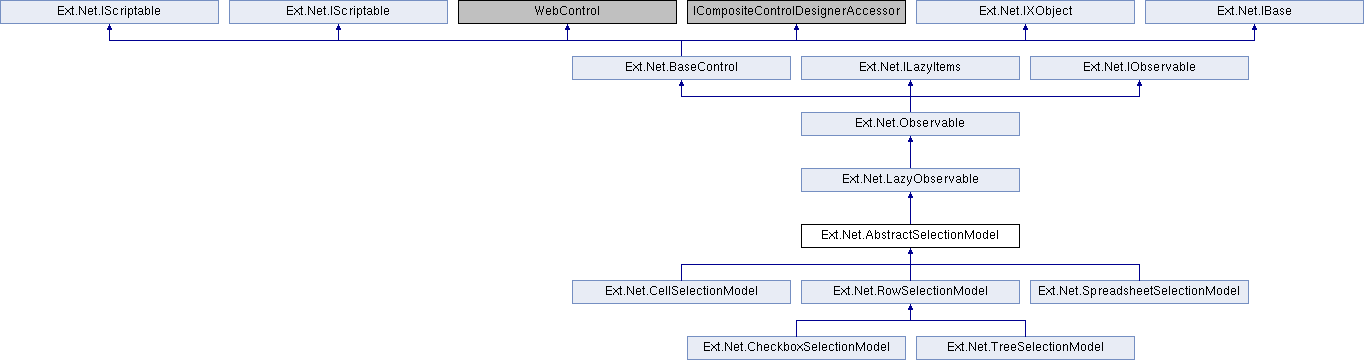 Ext.Net.IScriptable
Ext.Net.IScriptable
WebControl
ICompositeControlDesignerAccessor
Ext.Net.IXObject
Ext.Net.IBase
Ext.Net.BaseControl
Ext.Net.ILazyItems
Ext.Net.IObservable
Ext.Net.Observable
Ext.Net.LazyObservable
Ext.Net.AbstractSelectionModel
Ext.Net.CellSelectionModel
Ext.Net.RowSelectionModel
Ext.Net.SpreadsheetSelectionModel
Ext.Net.CheckboxSelectionModel
Ext.Net.TreeSelectionModel